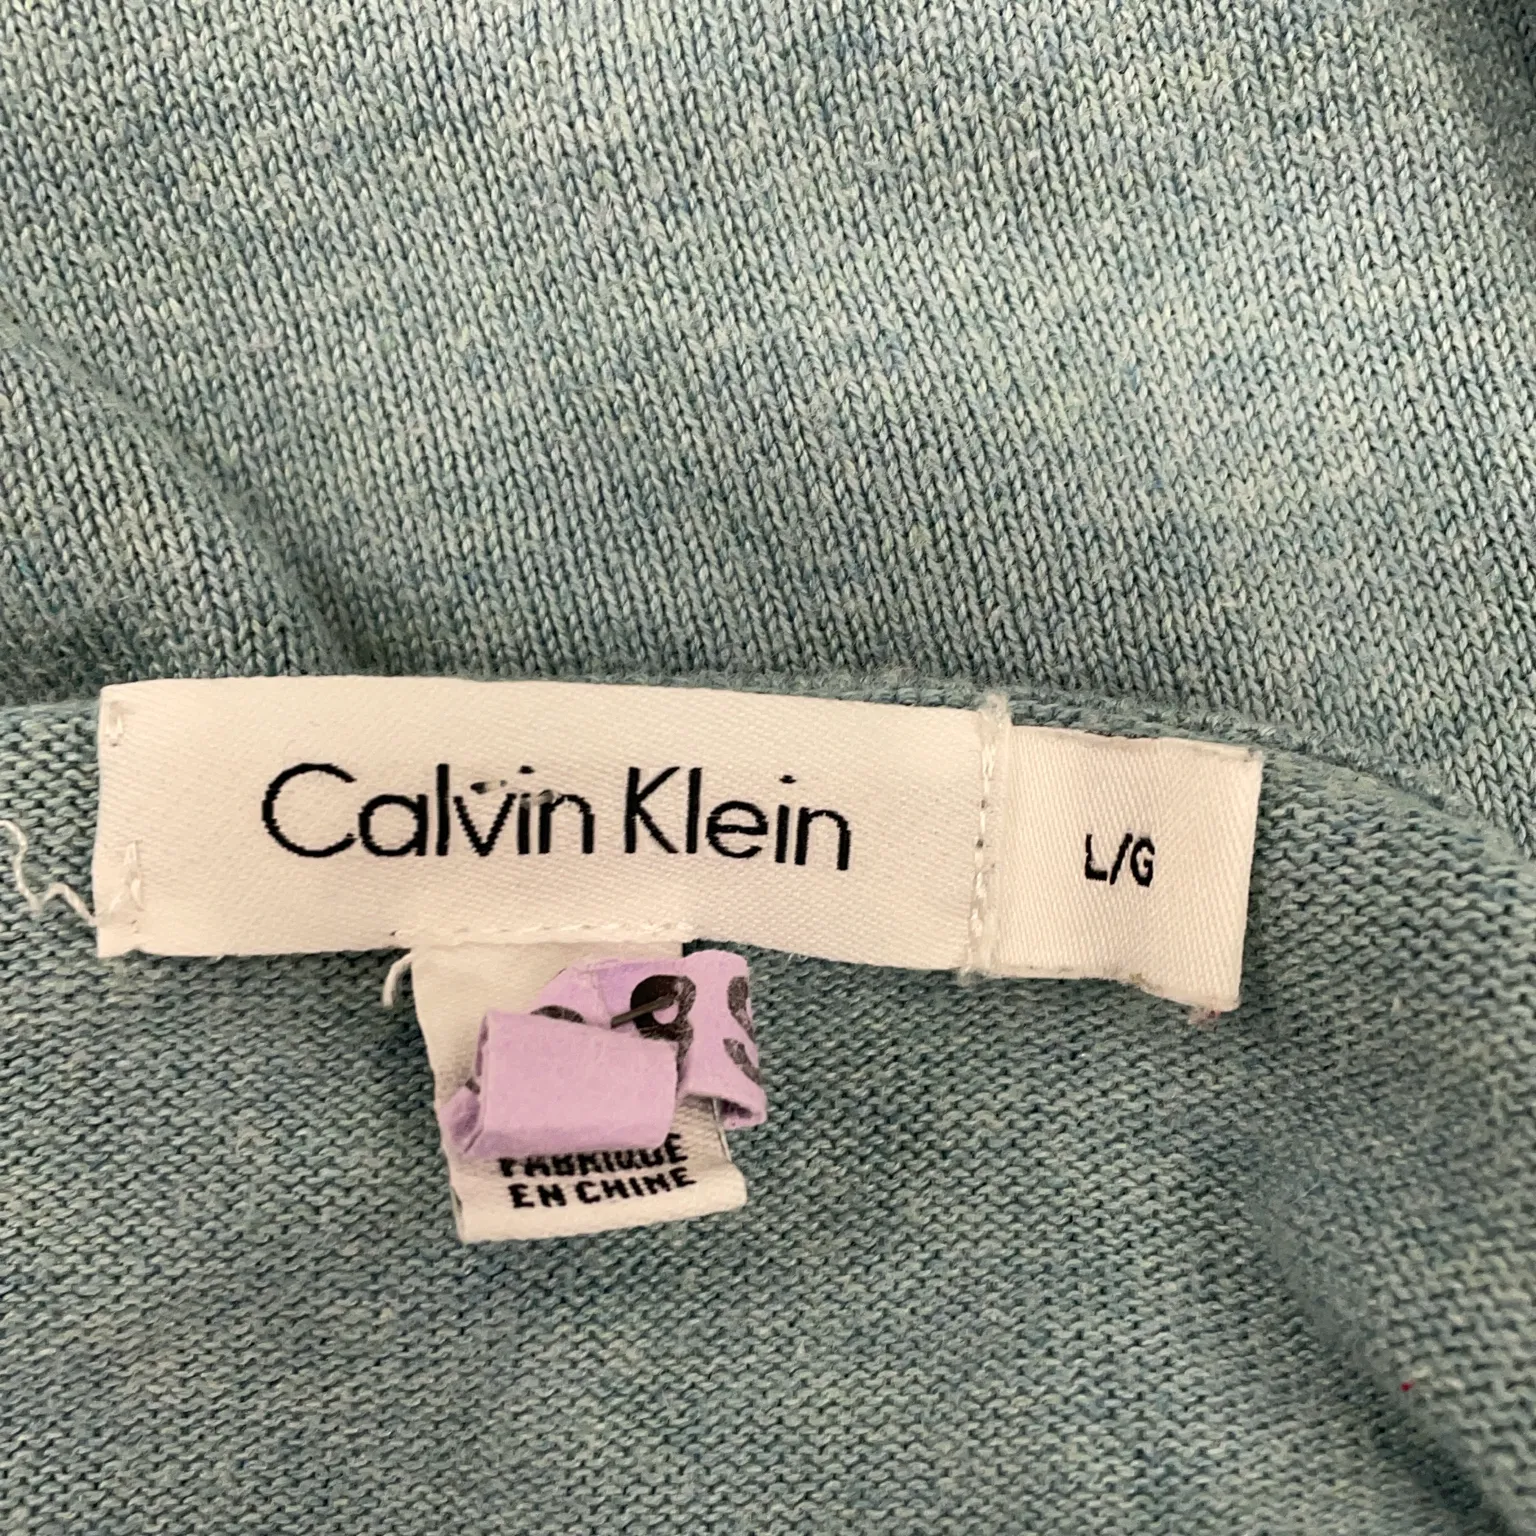 Calvin Klein
L/G
FABRIQUE
EN CHINE